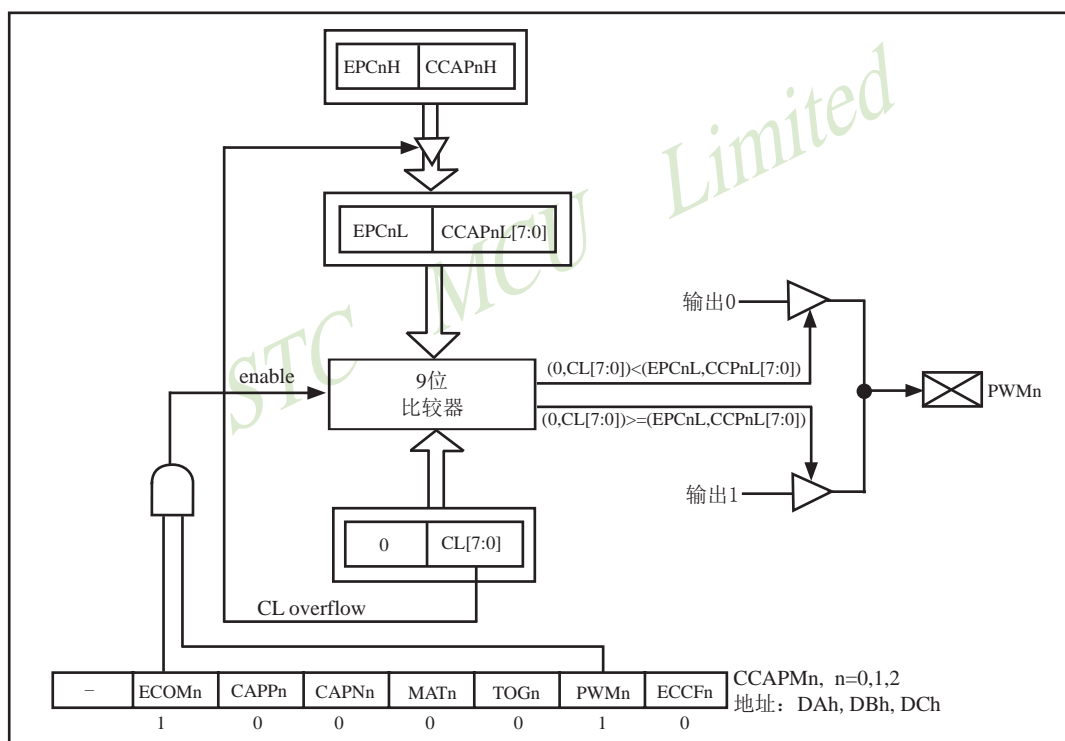 EPCnH CCAPnH
STC MCU Limited
EPCnL CCAPnL[7:0]
输出0
enable
9位
比较器
(0,CL[7:0])<(EPCnL,CCPnL[7:0])
PWMn
(0,CL[7:0])>=(EPCnL,CCPnL[7:0])
输出1
0 CL[7:0]
CL overflow
– ECOMn CAPPn CAPNn MATn TOGn PWMn ECCFn
CCAPMn, n=0,1,2
地址：DAh, DBh, DCh
1 0 0 0 0 1 0